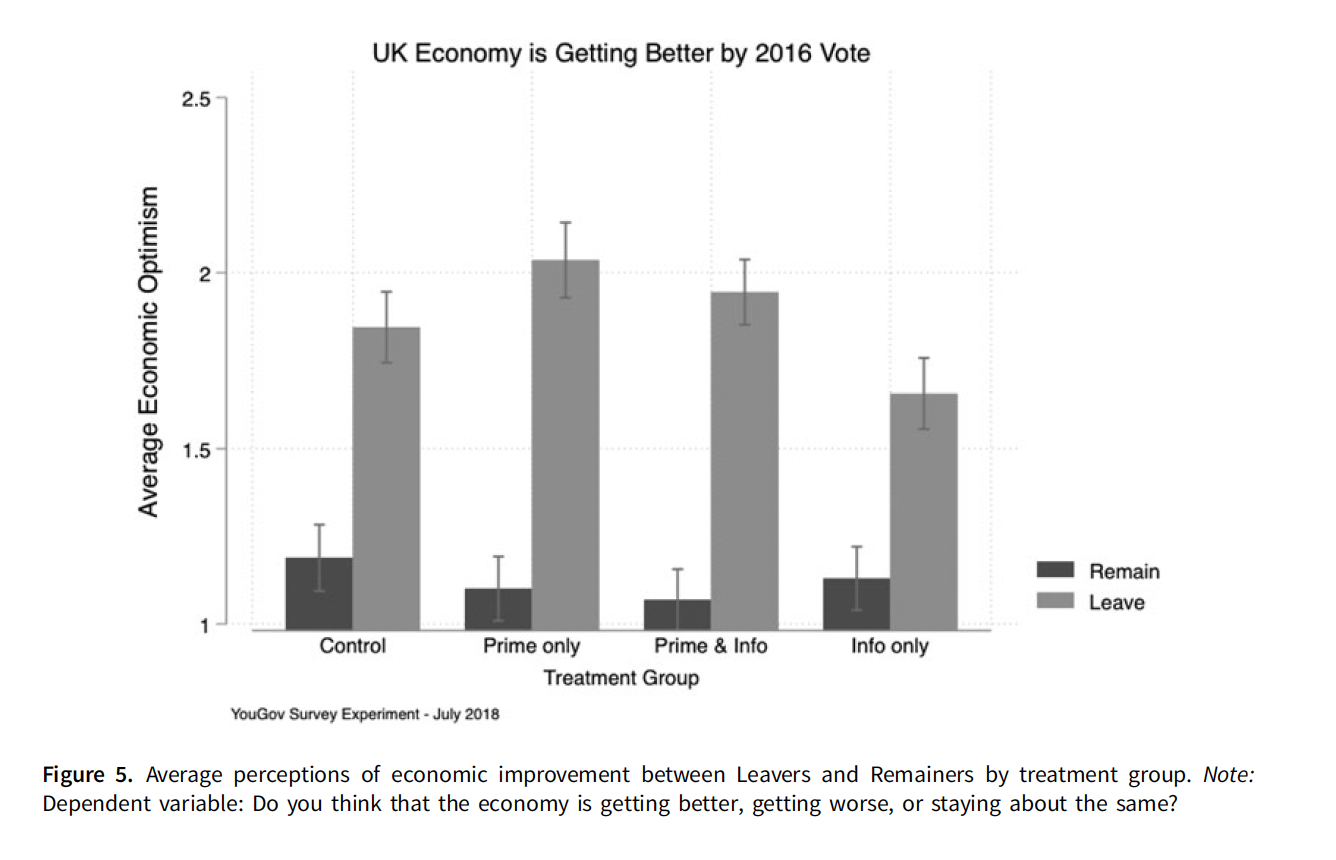 UK Economy is Getting Better by 2016 Vote
Average Economic Optimism
2.5
2
1.5
1
Control Prime only Prime & Info Info only
Treatment Group
Remain
Leave
YouGov Survey Experiment - July 2018
Figure 5. Average perceptions of economic improvement between Leavers and Remainers by treatment group. Note:
Dependent variable: Do you think that the economy is getting better, getting worse, or staying about the same?